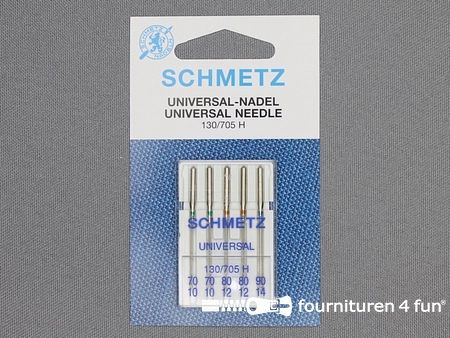 SCHMETZ
UNIVERSAL-NADEL
UNIVERSAL NEEDLE
130/705 H
SCHMETZ
UNIVERSAL
130/705 H
70 70 80 80 90
10 10 12 12 14
fournituren 4 fun®